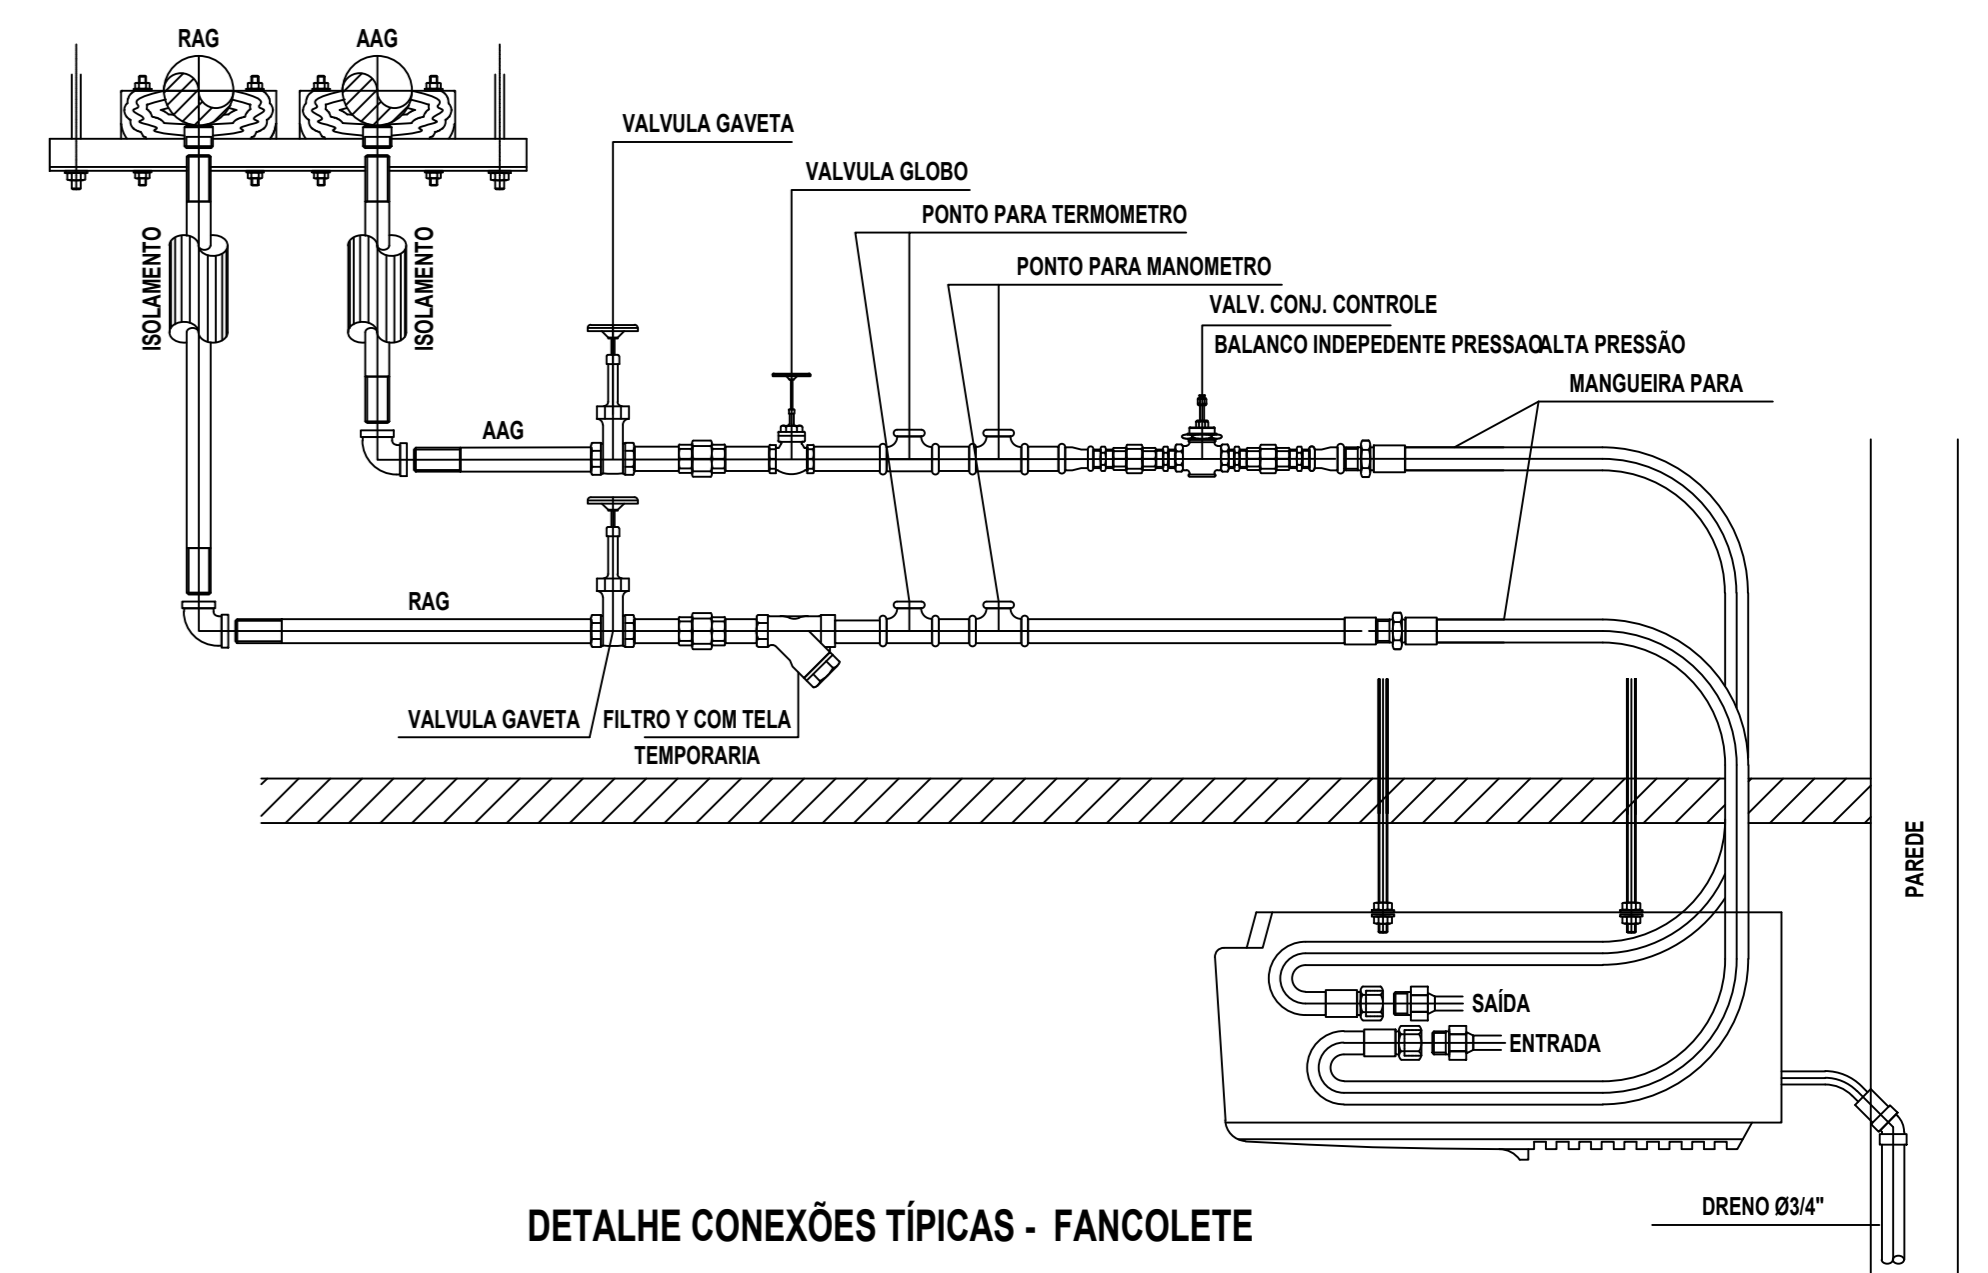 RAG
AAG
VALVULA GAVETA
VALVULA GLOBO
PONTO PARA TERMOMETRO
ISOLAMENTO
ISOLAMENTO
PONTO PARA MANOMETRO
VALV. CONJ. CONTROLE
BALANCO INDEPEDENTE PRESSAO
ALTA PRESSÃO
MANGUEIRA PARA
AAG
RAG
VALVULA GAVETA
FILTRO Y COM TELA
TEMPORARIA
PAREDE
SAÍDA
ENTRADA
DRENO Ø3/4"
DETALHE CONEXÕES TÍPICAS - FANCOLETE